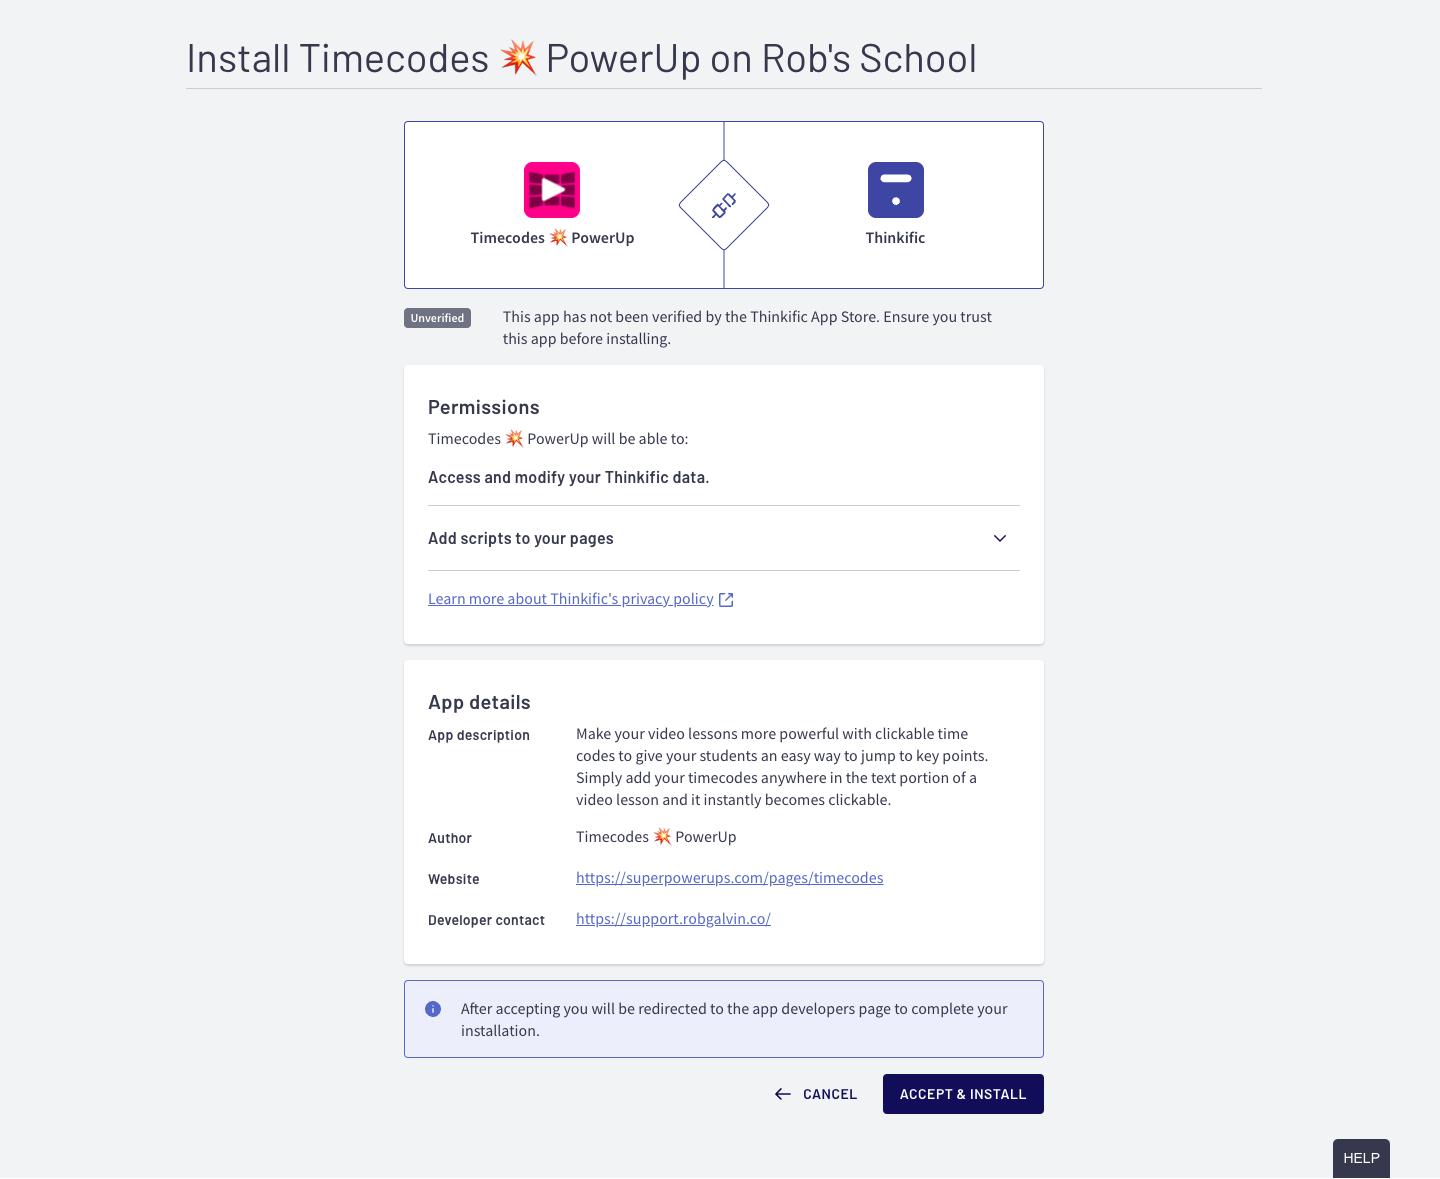 Install Timecodes 💥 PowerUp on Rob's School
Timecodes 💥 PowerUp
Thinkific
Unverified
This app has not been verified by the Thinkific App Store. Ensure you trust
this app before installing.
Permissions
Timecodes 💥 PowerUp will be able to:
Access and modify your Thinkific data.
Add scripts to your pages
Learn more about Thinkific's privacy policy
App details
App description
Make your video lessons more powerful with clickable time
codes to give your students an easy way to jump to key points.
Simply add your timecodes anywhere in the text portion of a
video lesson and it instantly becomes clickable.
Author
Timecodes 💥 PowerUp
Website
https://superpowerups.com/pages/timecodes
Developer contact
https://support.robgalvin.co/
After accepting you will be redirected to the app developers page to complete your
installation.
CANCEL
ACCEPT & INSTALL
HELP